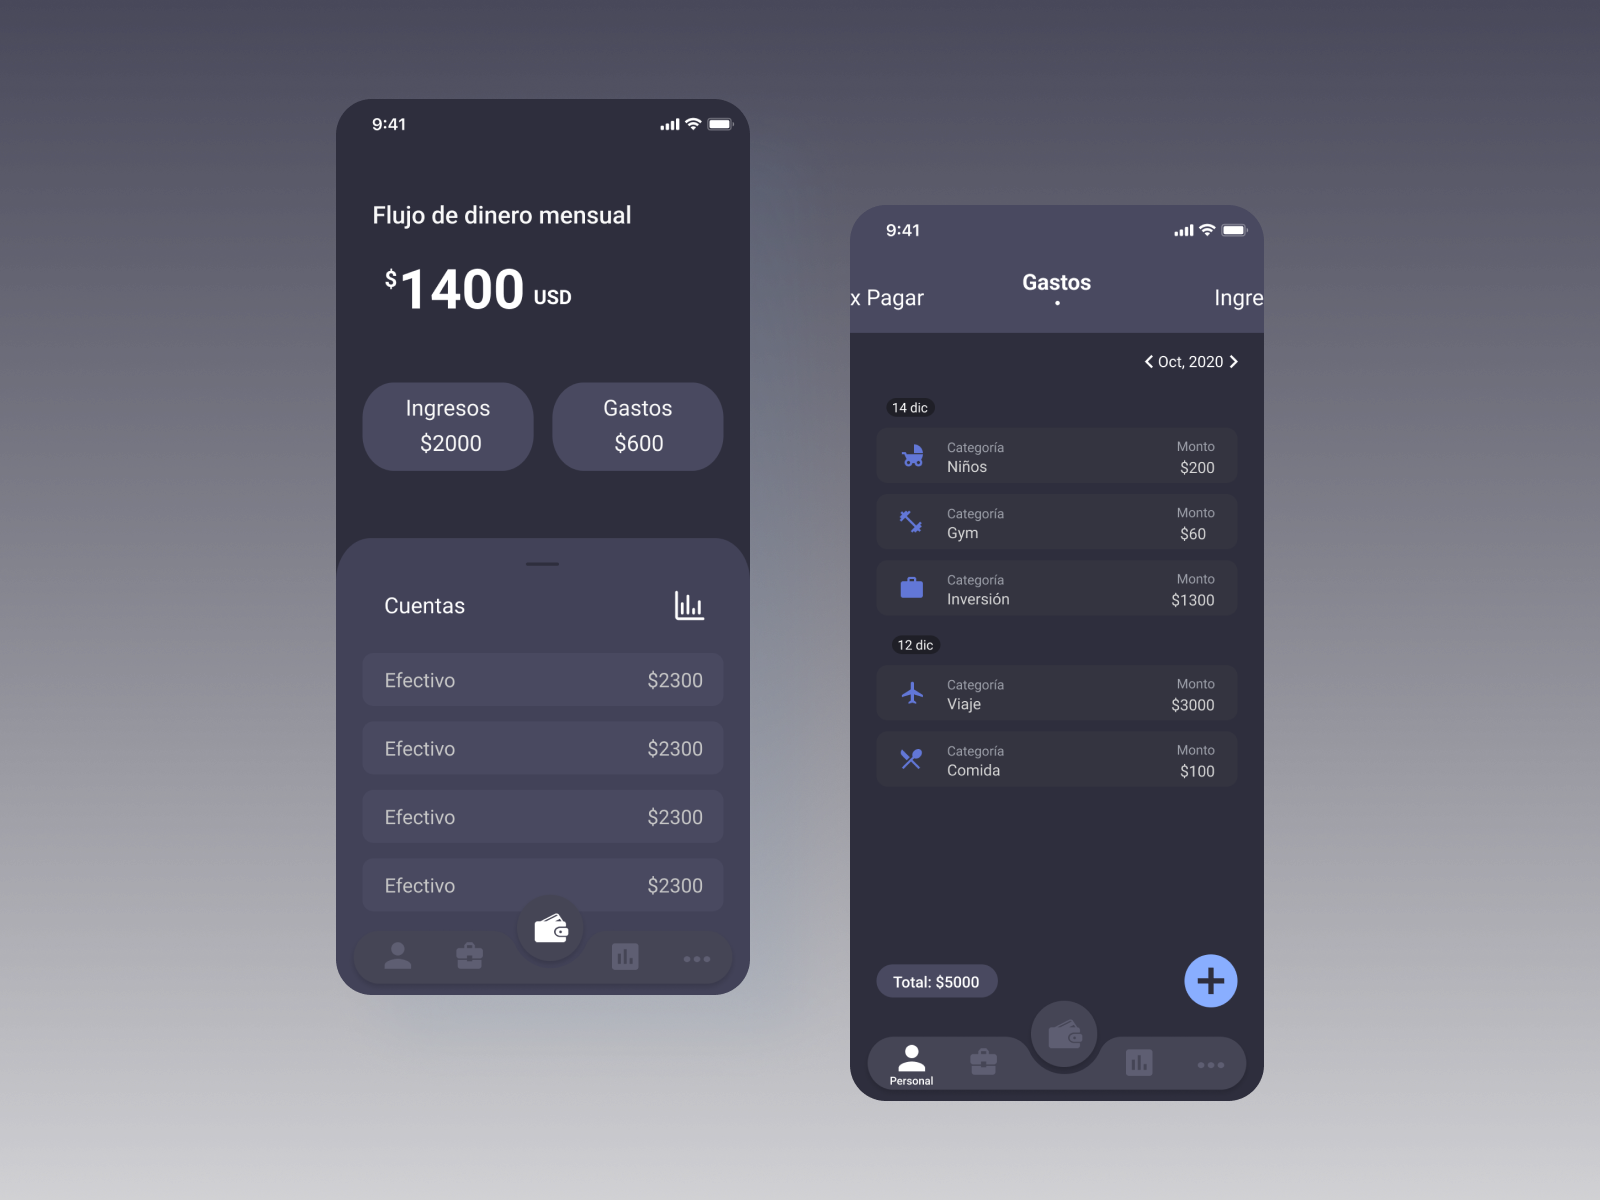 9:41
Flujo de dinero mensual
$1400 USD
Ingresos
$2000
Gastos
$600
Cuentas
Efectivo $2300
Efectivo $2300
Efectivo $2300
Efectivo $2300
9:41
x Pagar
Gastos
Ingre
Oct, 2020
14 dic
Categoría
Niños
Monto
$200
Categoría
Gym
Monto
$60
Categoría
Inversión
Monto
$1300
12 dic
Categoría
Viaje
Monto
$3000
Categoría
Comida
Monto
$100
Total: $5000
Personal